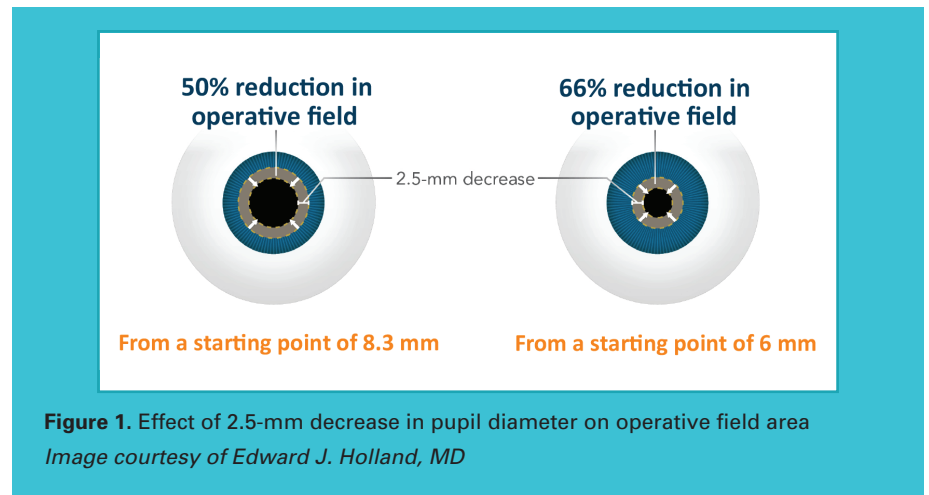 50% reduction in
operative field
66% reduction in
operative field
2.5-mm decrease
From a starting point of 8.3 mm
From a starting point of 6 mm
Figure 1. Effect of 2.5-mm decrease in pupil diameter on operative field area
Image courtesy of Edward J. Holland, MD